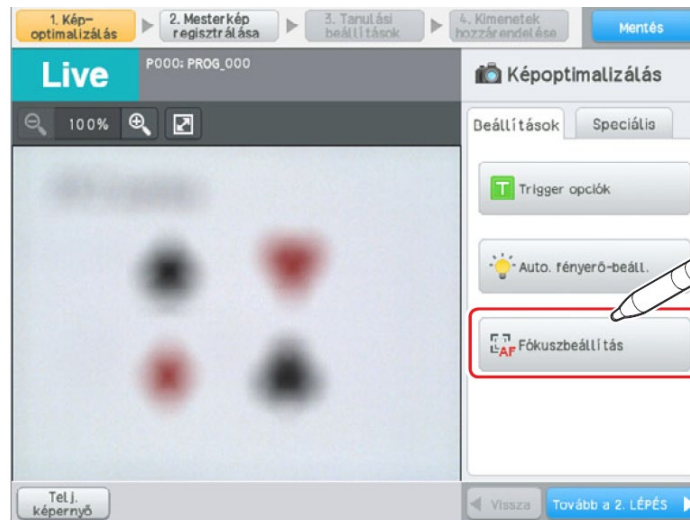 1. Kép-
optimalizálás
2. Mesterkép
regisztrálása
3. Tanulási
beállítások
4. Kimenetek
hozzárendelése
Mentés
Live
P000: PROG_000
Képoptimalizálás
100%
Beállítások
Speciális
T
Trigger opciók
Auto. fényerő-beáll.
AF
Fókuszbeállítás
Telj.
képernyő
Vissza
Tovább a 2. LÉPÉS